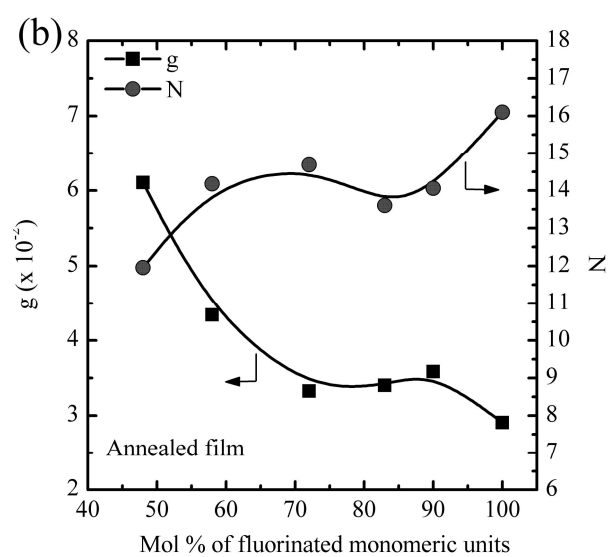 (b)
g
N
8
7
6
5
4
3
2
g (x 10⁻²)
18
17
16
15
14
13
12
11
10
9
8
7
6
N
Annealed film
40 50 60 70 80 90 100
Mol % of fluorinated monomeric units